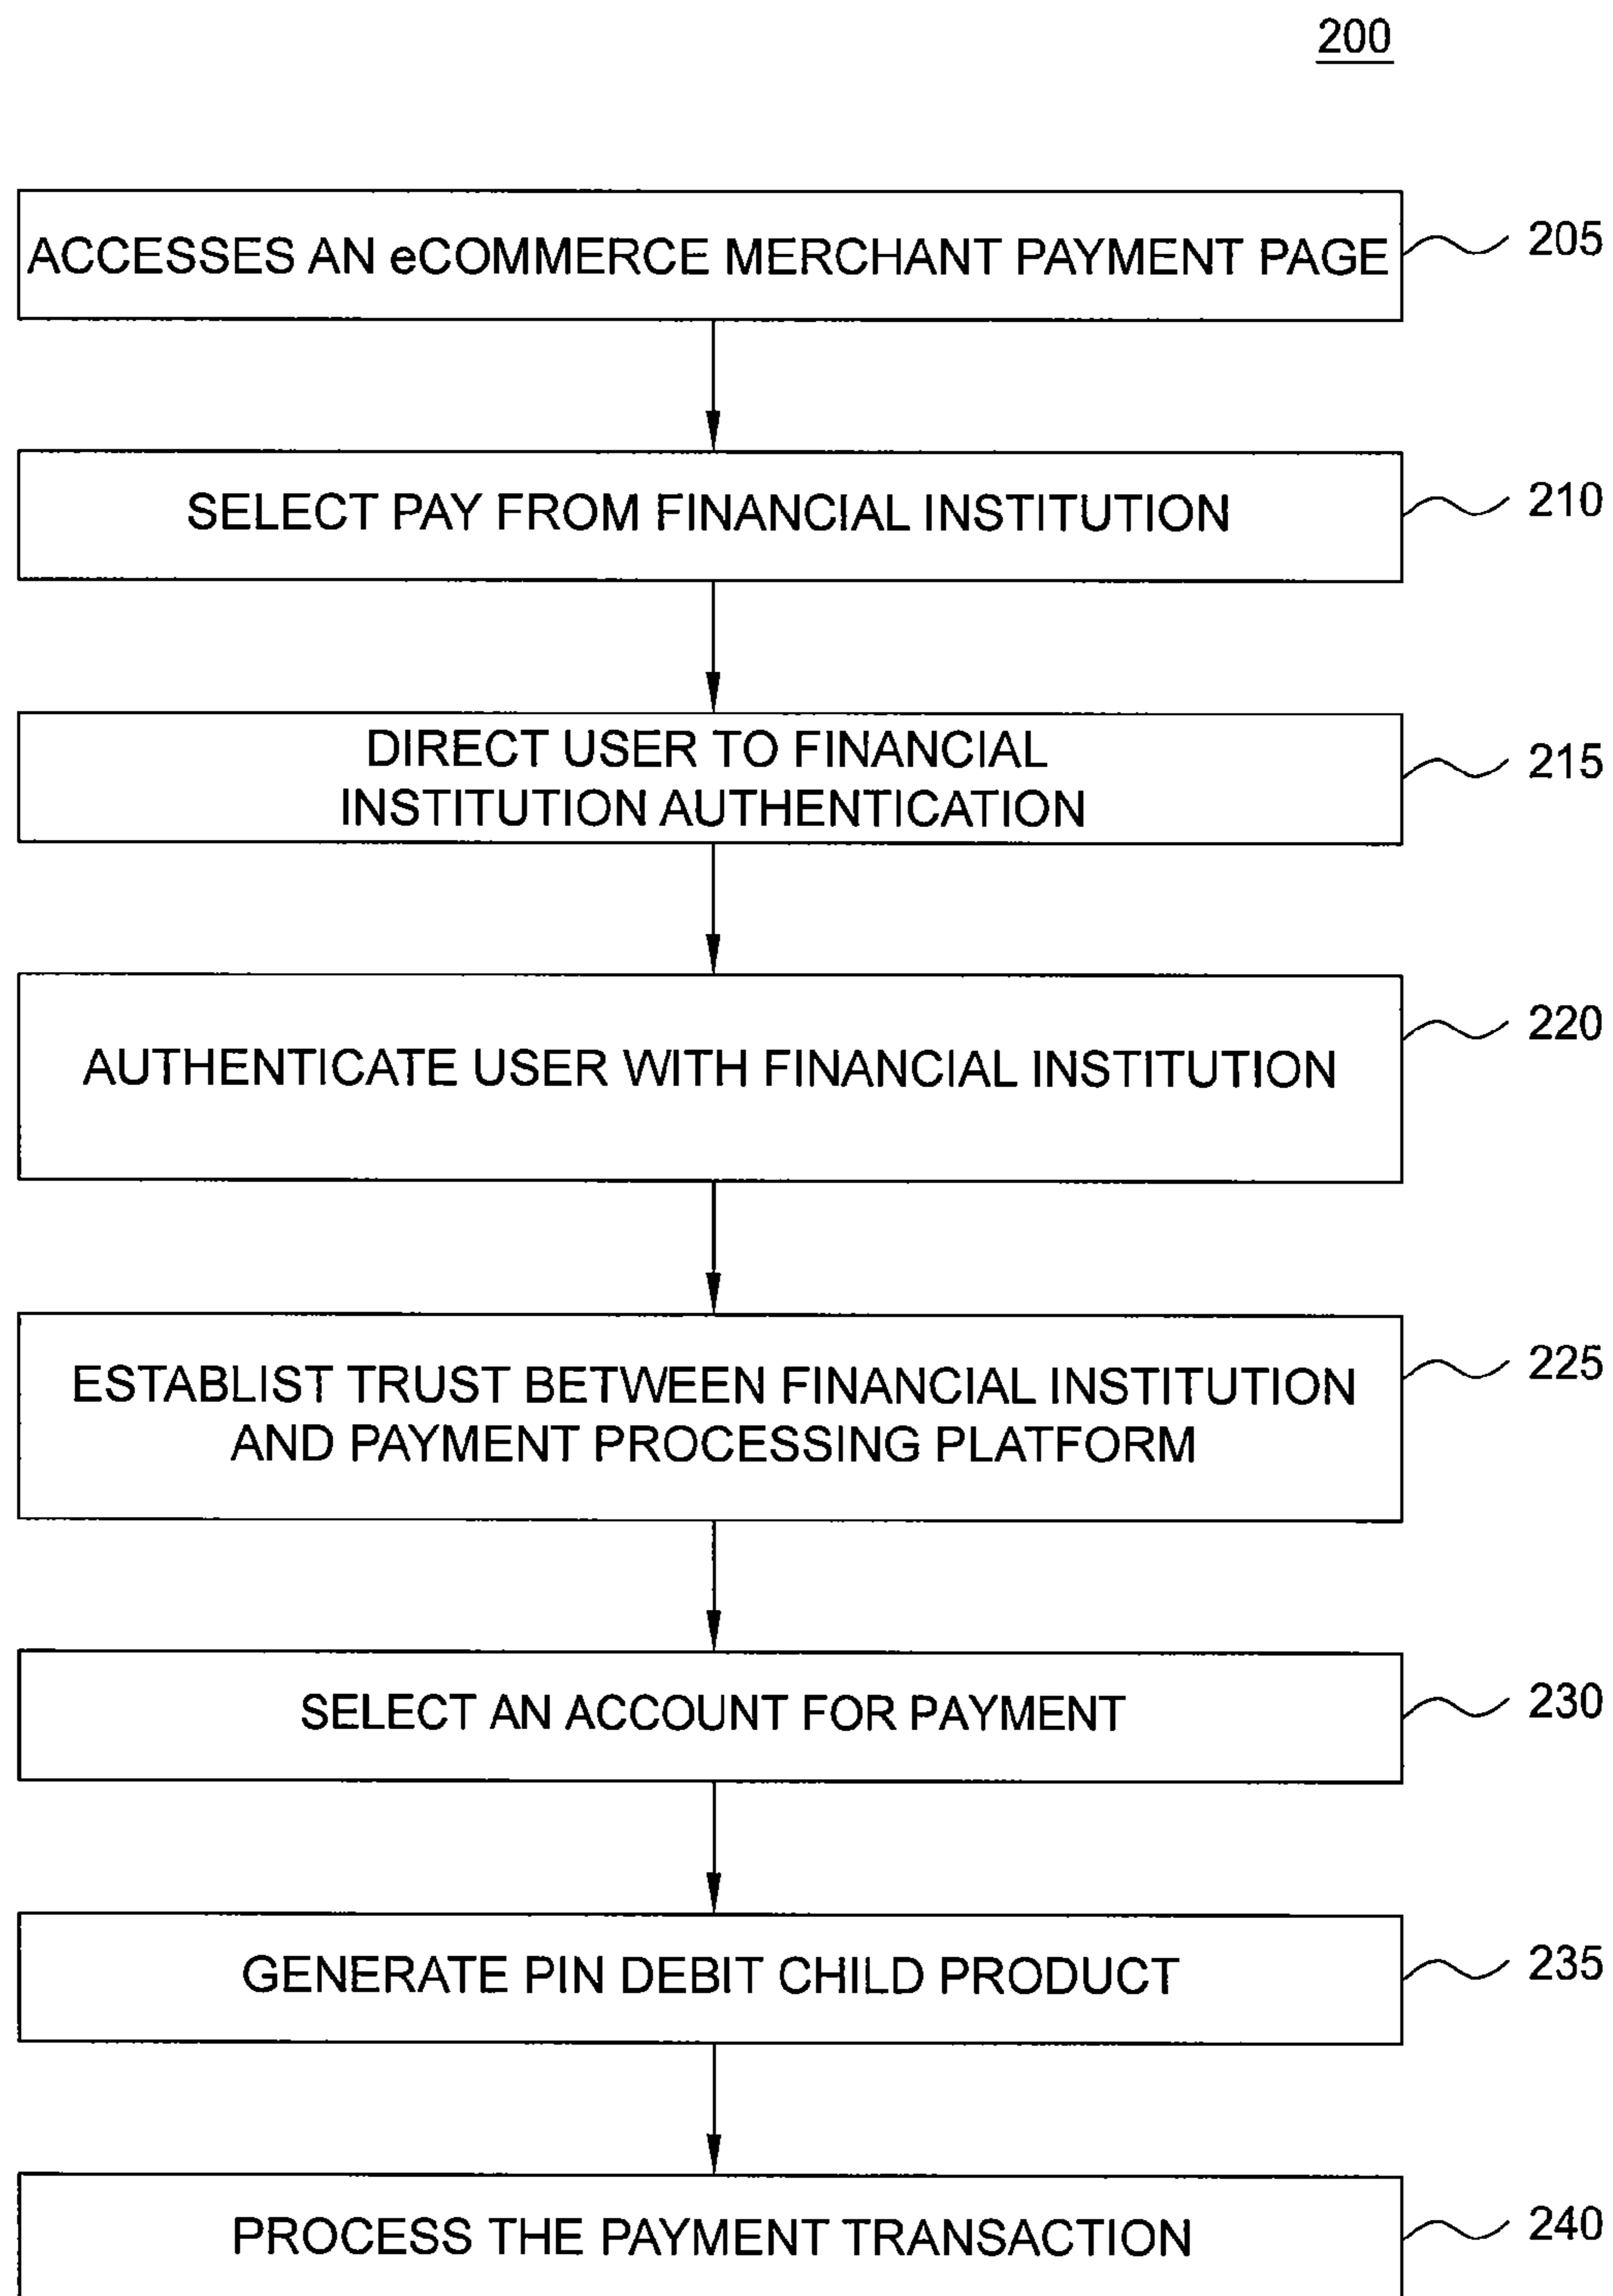 200
ACCESSES AN eCOMMERCE MERCHANT PAYMENT PAGE
205
SELECT PAY FROM FINANCIAL INSTITUTION
210
DIRECT USER TO FINANCIAL
INSTITUTION AUTHENTICATION
215
AUTHENTICATE USER WITH FINANCIAL INSTITUTION
220
ESTABLIST TRUST BETWEEN FINANCIAL INSTITUTION
AND PAYMENT PROCESSING PLATFORM
225
SELECT AN ACCOUNT FOR PAYMENT
230
GENERATE PIN DEBIT CHILD PRODUCT
235
PROCESS THE PAYMENT TRANSACTION
240